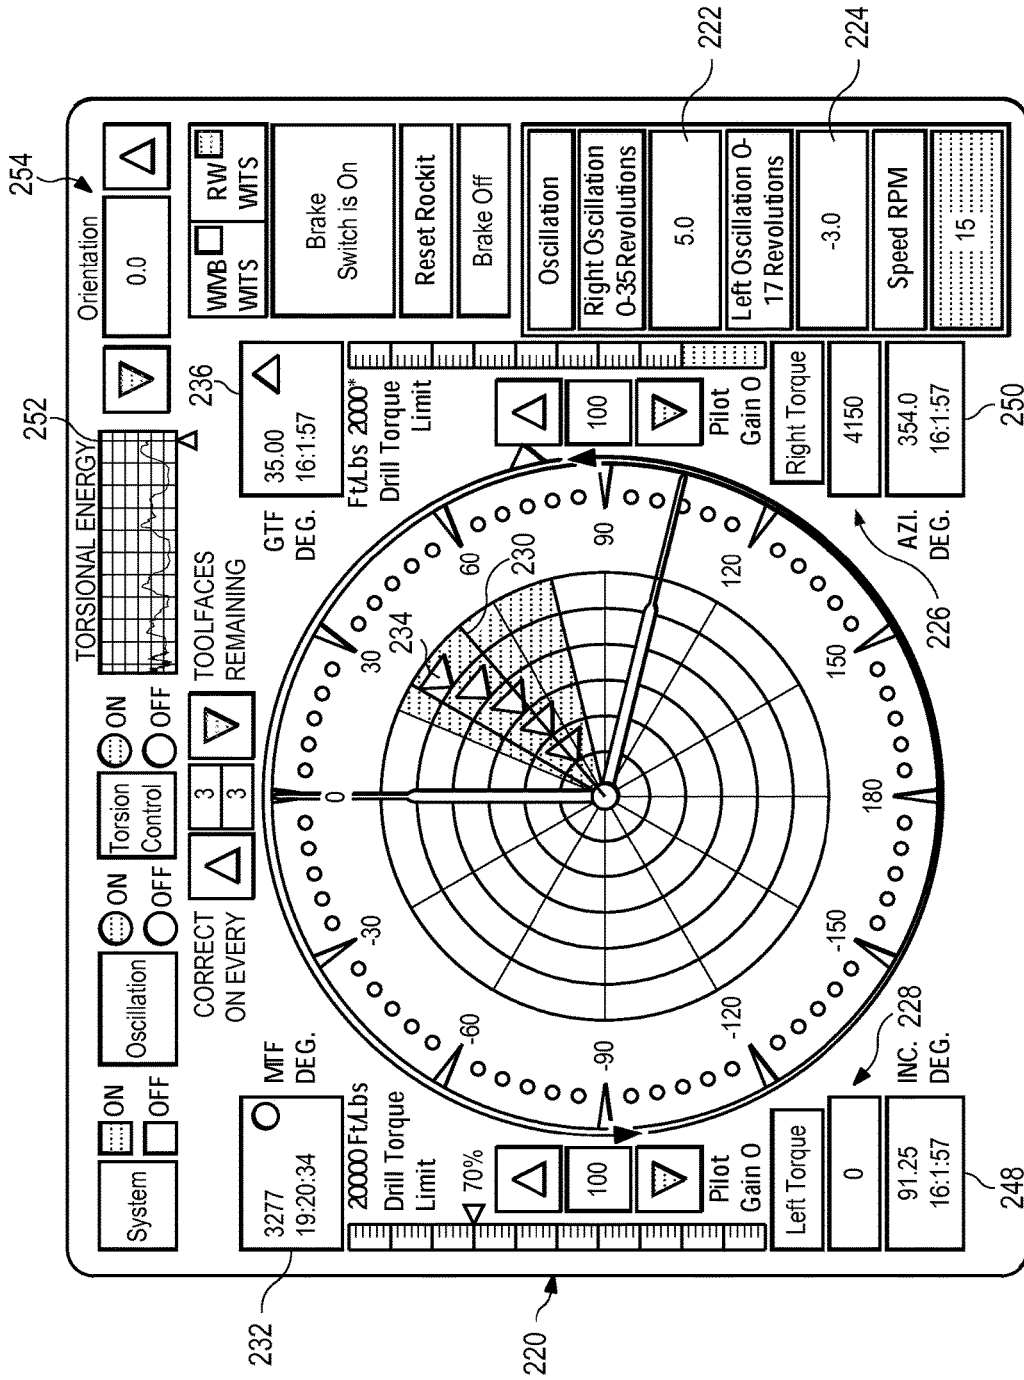 254
252
TORSIONAL ENERGY
Orientation
0.0
System
ON
OFF
Oscillation
ON
OFF
Torsion
Control
ON
OFF
CORRECT
ON EVERY
3
3
TOOLFACES
REMAINING
WMB
WITS
RW
WITS
232
3277
19:20:34
MTF
DEG.
GTF
DEG.
35.00
16:1:57
236
Brake
Switch is On
Reset Rockit
Brake Off
20000 Ft/Lbs
Drill Torque
Limit
70%
100
Pilot
Gain O
Ft/Lbs 2000*
Drill Torque
Limit
100
Pilot
Gain O
0
30
60
90
120
150
180
-150
-120
-90
-60
-30
234
230
Oscillation
Right Oscillation
O-35 Revolutions
5.0
222
Left Oscillation O-
17 Revolutions
-3.0
224
Speed RPM
15
220
Left Torque
0
228
91.25
16:1:57
INC.
DEG.
248
Right Torque
4150
226
AZI.
DEG.
354.0
16:1:57
250